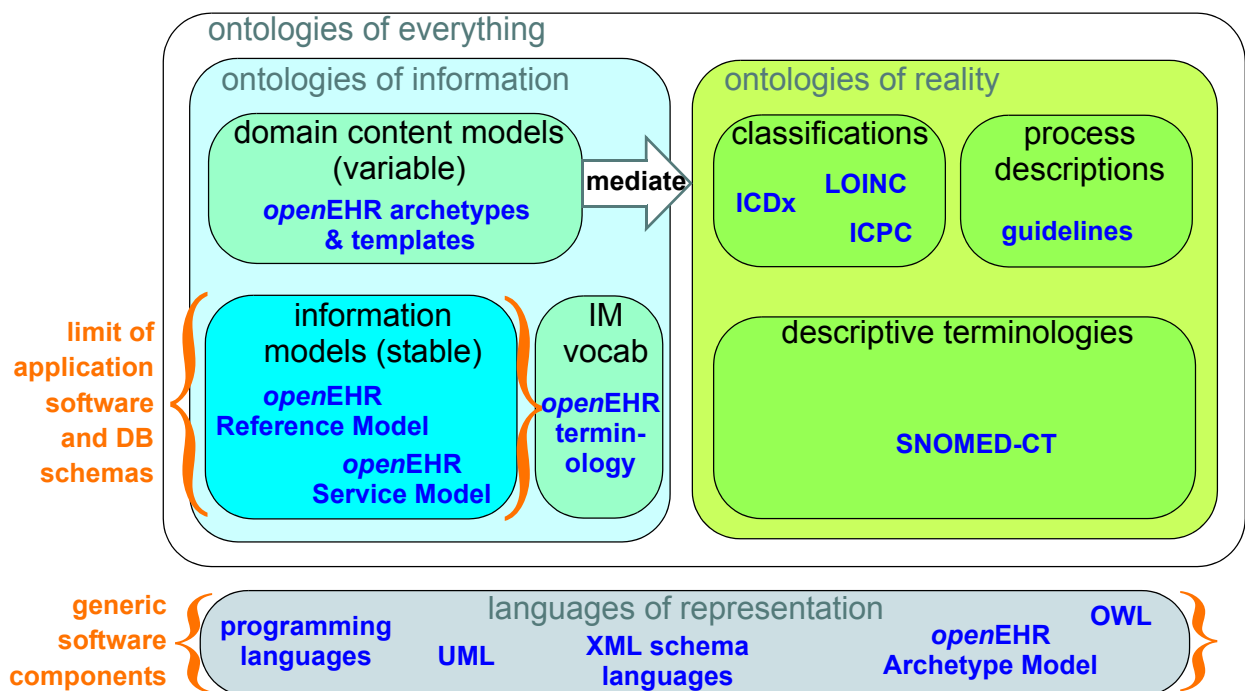 ontologies of everything
ontologies of information
domain content models
(variable)
openEHR archetypes
& templates
mediate
ontologies of reality
classifications
LOINC
ICDx
ICPC
process
descriptions
guidelines
limit of
application
software
and DB
schemas
information
models (stable)
openEHR
Reference Model
openEHR
Service Model
IM
vocab
openEHR
termin-
ology
descriptive terminologies
SNOMED-CT
generic
software
components
languages of representation
programming
languages
UML
XML schema
languages
openEHR
Archetype Model
OWL